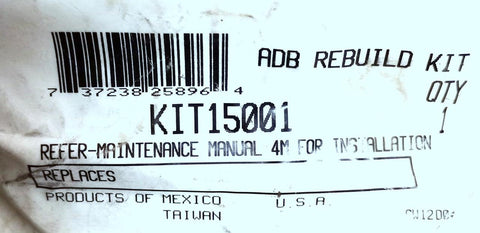 ADB REBUILD KIT
7 37238 25896 4
QTY
KIT15001 1
REFER-MAINTENANCE MANUAL 4M FOR INSTALLATION
REPLACES
PRODUCTS OF MEXICO U.S.A.
TAIWAN